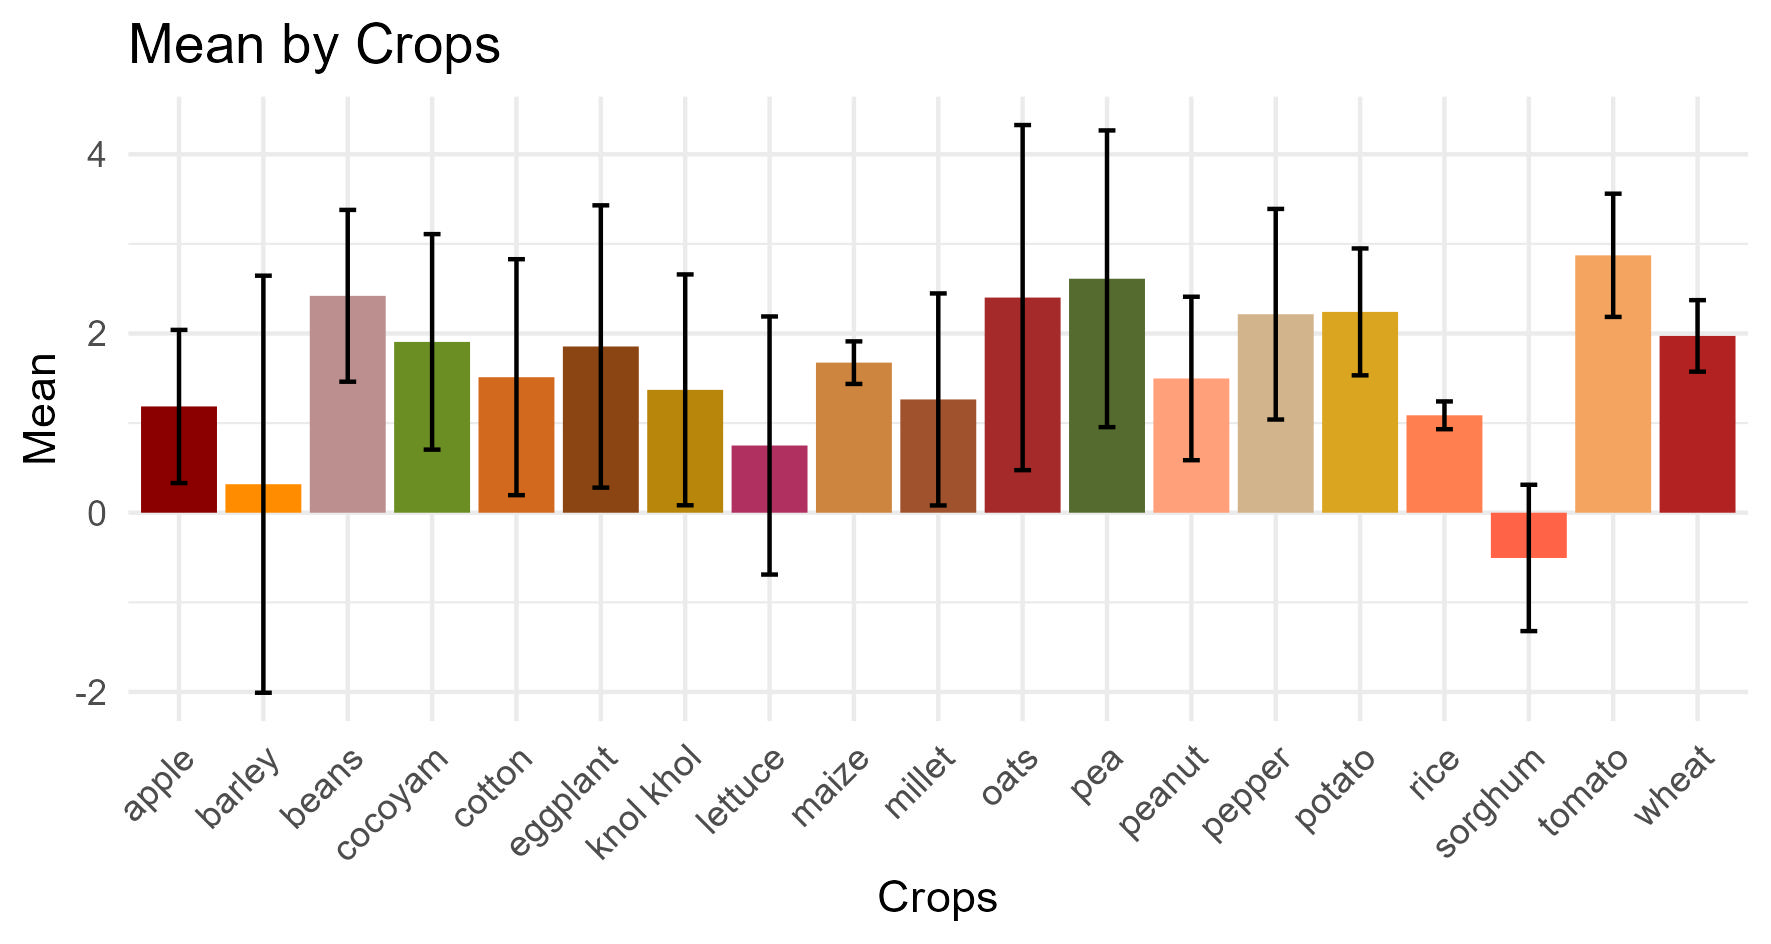 Mean by Crops
Mean
4
2
0
-2
apple
barley
beans
cocoyam
cotton
eggplant
knol khol
lettuce
maize
millet
oats
pea
peanut
pepper
potato
rice
sorghum
tomato
wheat
Crops